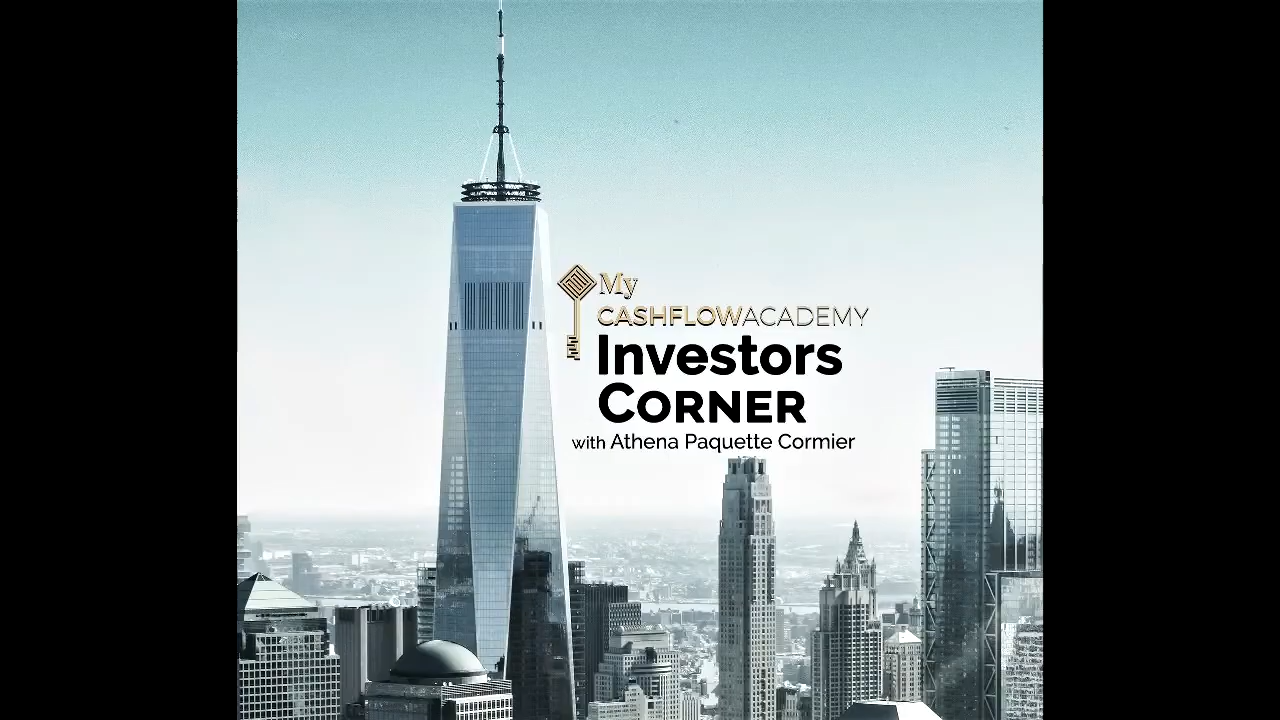 My
CASHFLOWACADEMY
Investors
CORNER
with Athena Paquette Cormier